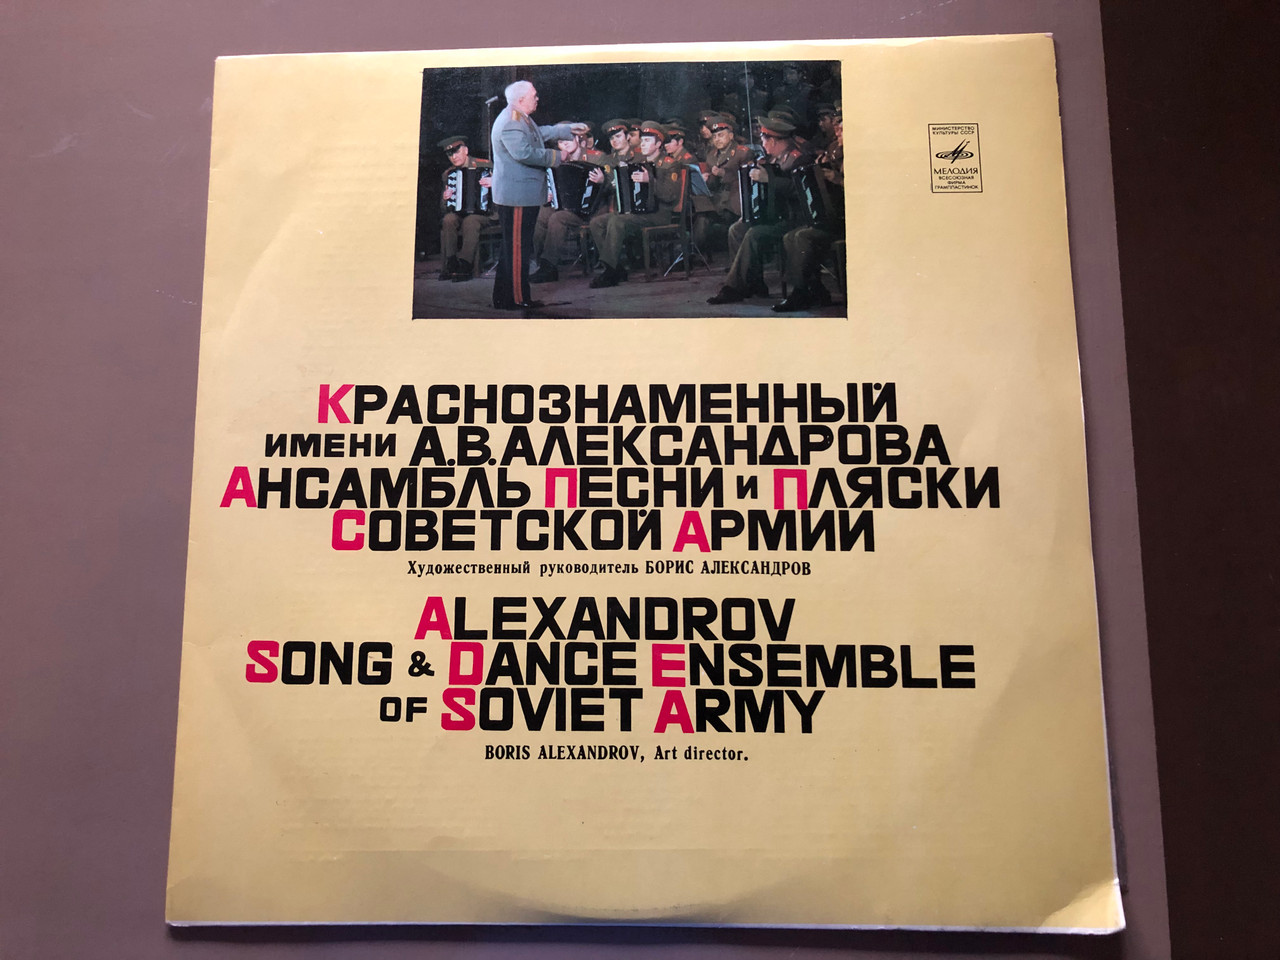 МИНИСТЕРСТВО
КУЛЬТУРЫ СССР
МЕЛОДИЯ
ВСЕСОЮЗНАЯ
ФИРМА
ГРАМПЛАСТИНОК
КРАСНОЗНАМЕННЫЙ
ИМЕНИ А.В.АЛЕКСАНДРОВА
АНСАМБЛЬ ПЕСНИ И ПЛЯСКИ
СОВЕТСКОЙ АРМИИ
Художественный руководитель БОРИС АЛЕКСАНДРОВ
ALEXANDROV
SONG & DANCE ENSEMBLE
OF SOVIET ARMY
BORIS ALEXANDROV, Art director.